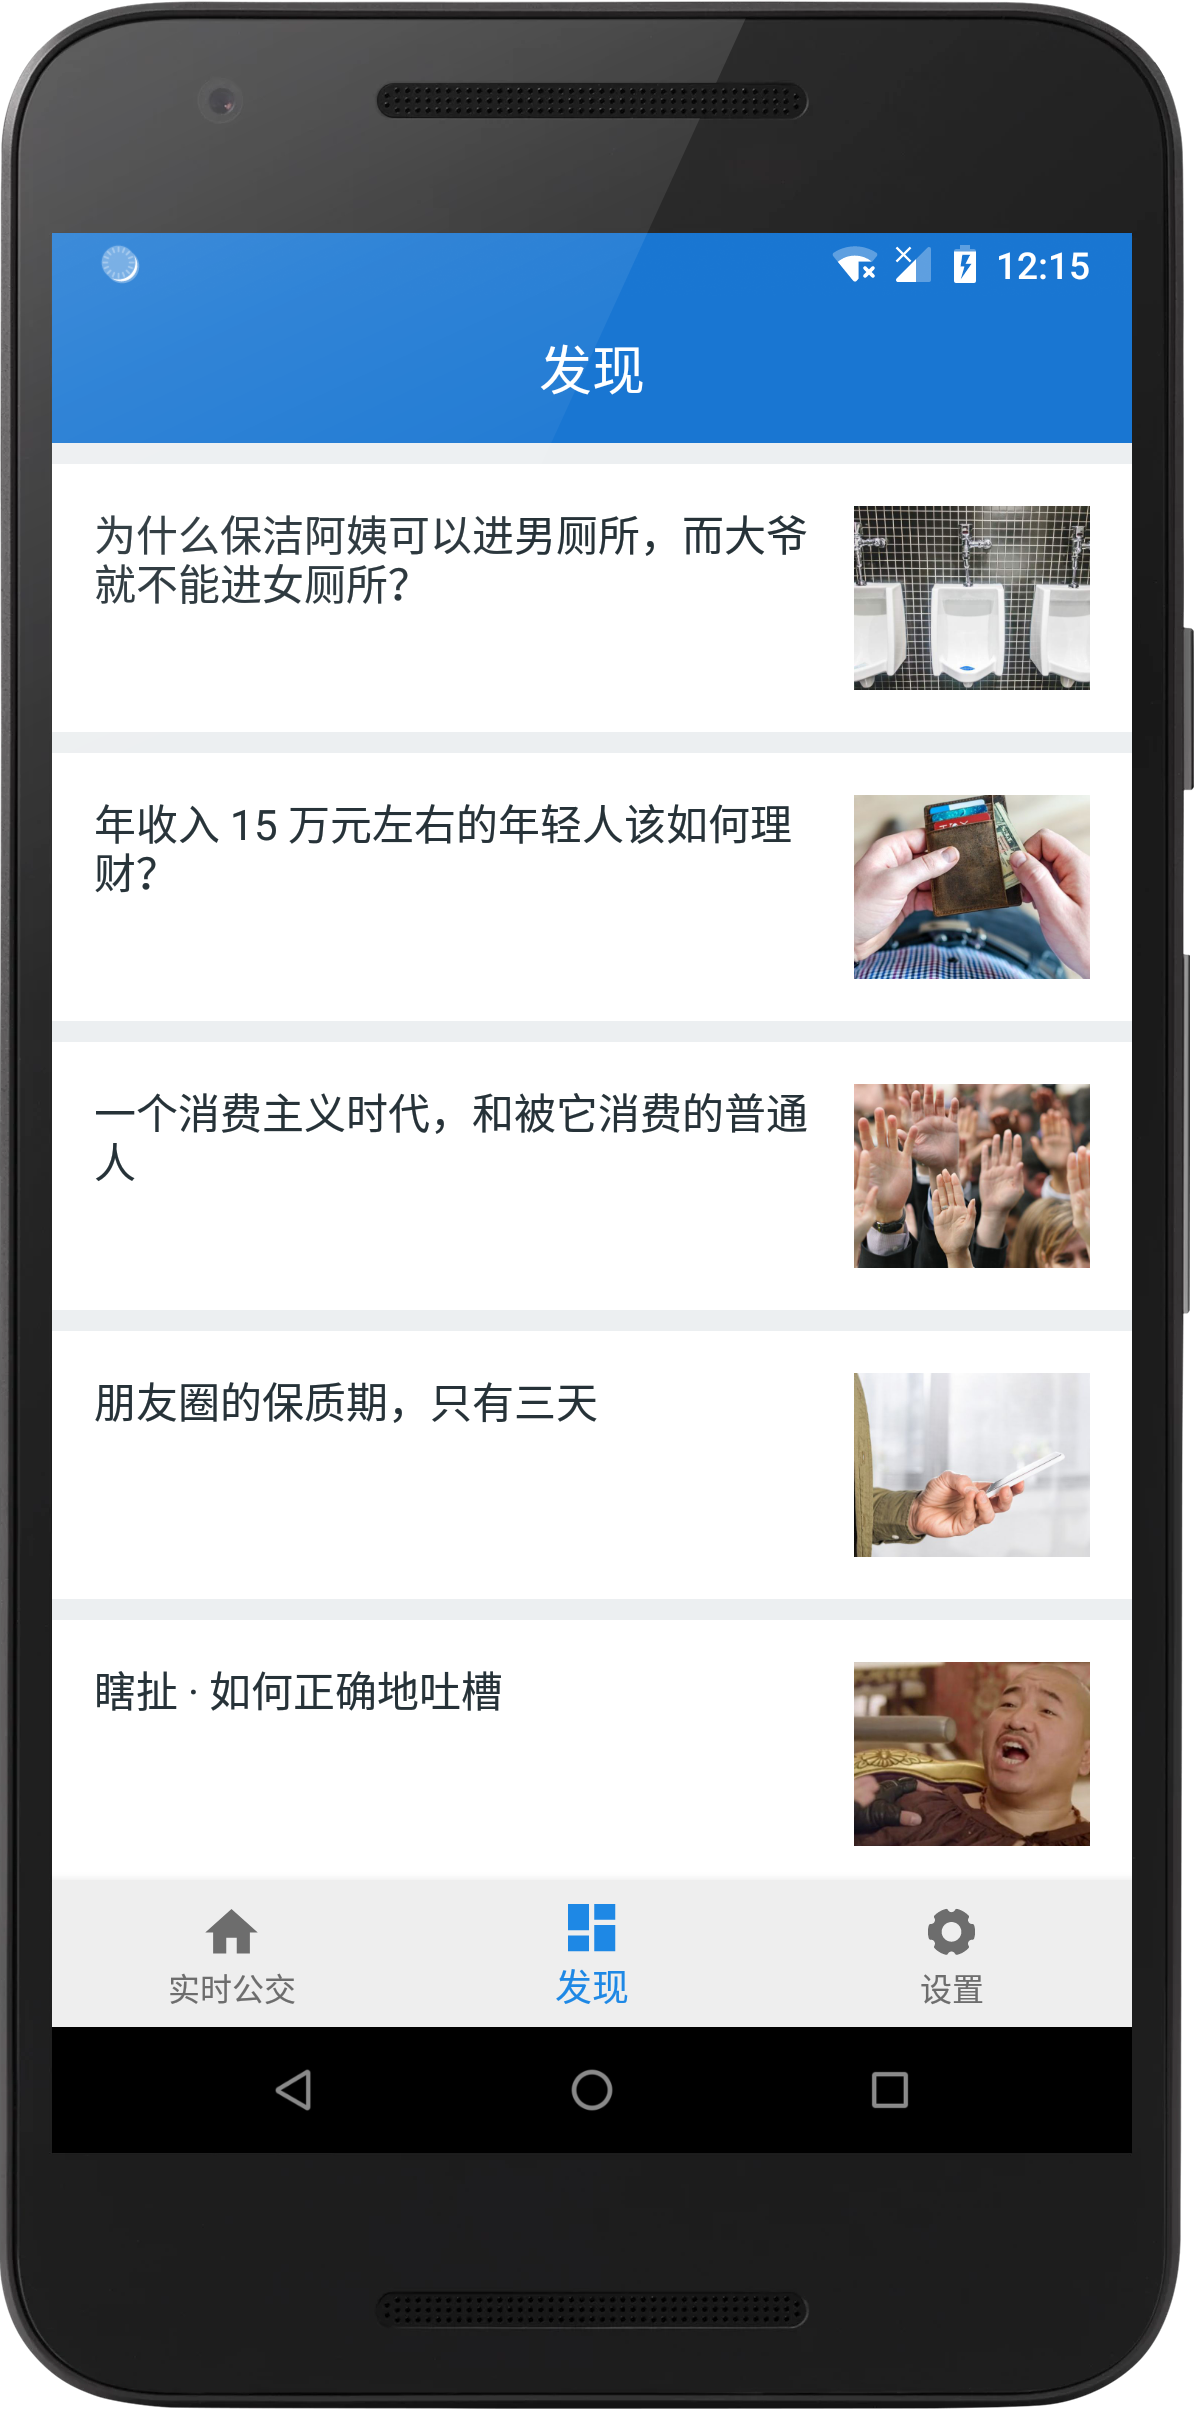 12:15
发现
为什么保洁阿姨可以进男厕所，而大爷
就不能进女厕所？
年收入 15 万元左右的年轻人该如何理
财？
一个消费主义时代，和被它消费的普通
人
朋友圈的保质期，只有三天
瞎扯 · 如何正确地吐槽
实时公交
发现
设置